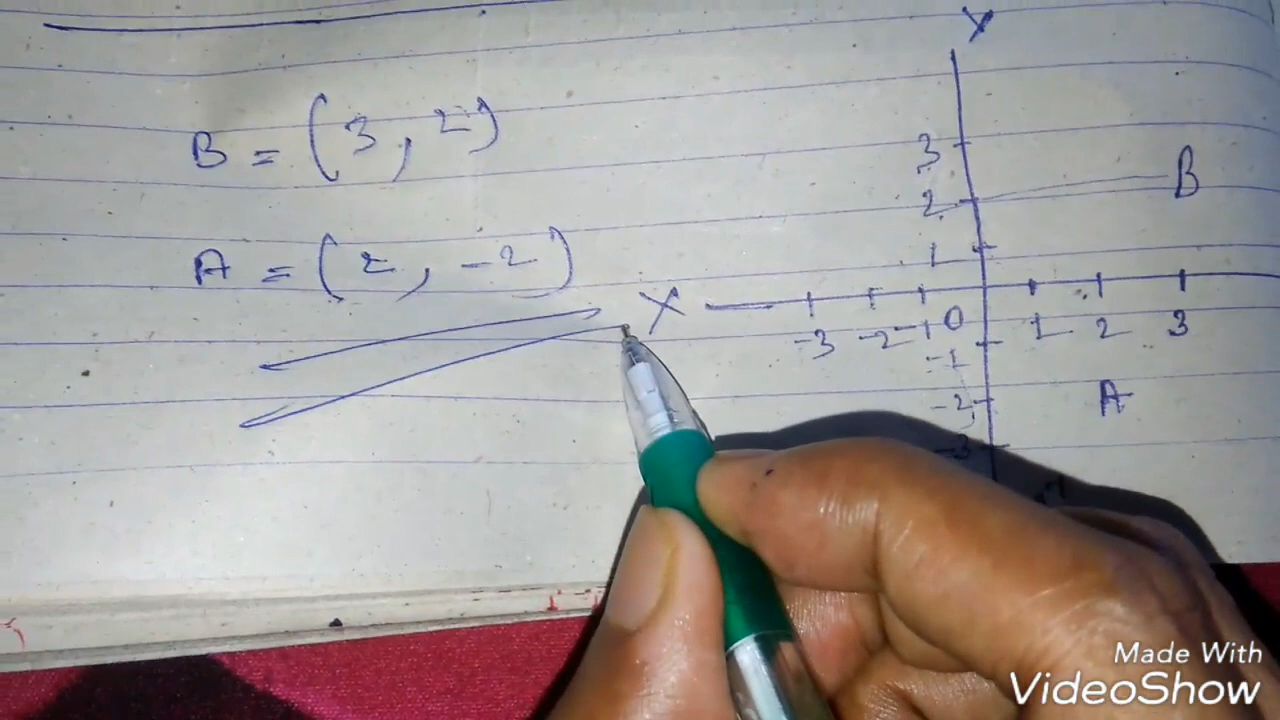 Y
B = (3, 2)
3
B
2
A = (2, -2)
1
X
-3 -2 -1 0 1 2 3
-1
-2
A
-3
Made With
VideoShow